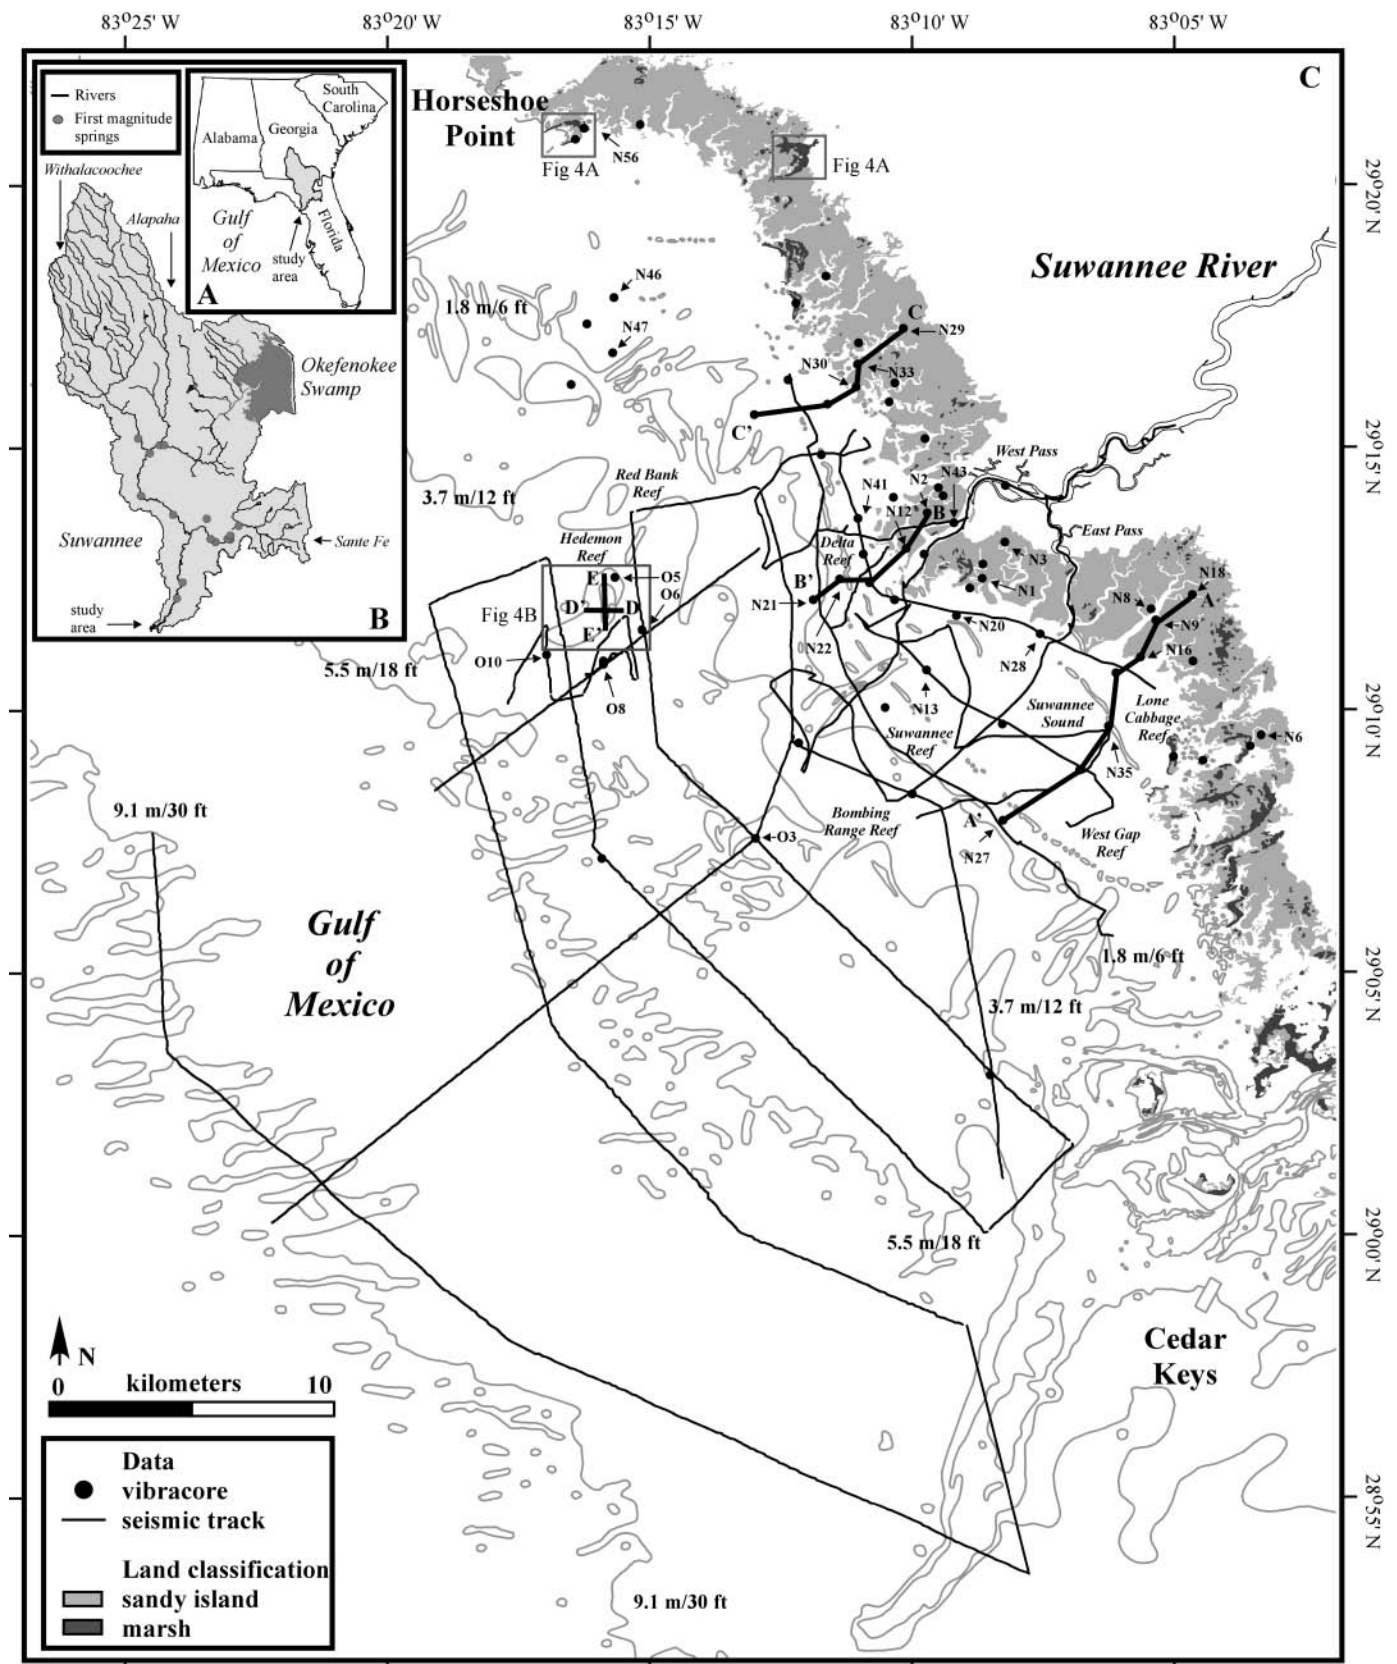 83°25' W
83°20' W
83°15' W
83°10' W
83°05' W
C
Rivers
First magnitude
springs
South
Carolina
Georgia
Alabama
Florida
Gulf
of
Mexico
study
area
A
Withalacoochee
Alapaha
Okefenokee
Swamp
Suwannee
Sante Fe
study
area
B
Horseshoe
Point
N56
Fig 4A
Fig 4A
29°20' N
Suwannee River
N46
1.8 m/6 ft
N47
C
N29
N30
N33
C'
29°15' N
West Pass
Red Bank
Reef
3.7 m/12 ft
N41
N2
N43
N12
B
East Pass
Hedemon
Reef
Delta
Reef
N3
E
O5
B'
N1
N18
O6
N8
A
Fig 4B
D'
D
N21
N9
E'
N20
N22
N28
N16
5.5 m/18 ft
O10
O8
N13
Suwannee
Sound
Lone
Cabbage
Reef
29°10' N
Suwannee
Reef
N6
N35
9.1 m/30 ft
Bombing
Range Reef
A'
O3
N27
West Gap
Reef
Gulf
of
Mexico
1.8 m/6 ft
29°05' N
3.7 m/12 ft
5.5 m/18 ft
29°00' N
Cedar
Keys
N
0 kilometers 10
28°55' N
Data
vibracore
seismic track
Land classification
sandy island
marsh
9.1 m/30 ft